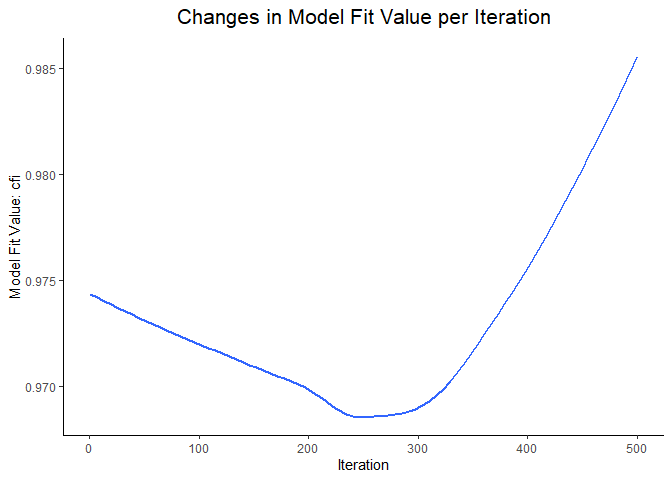 Changes in Model Fit Value per Iteration
Model Fit Value: cfi
0.985
0.980
0.975
0.970
0 100 200 300 400 500
Iteration